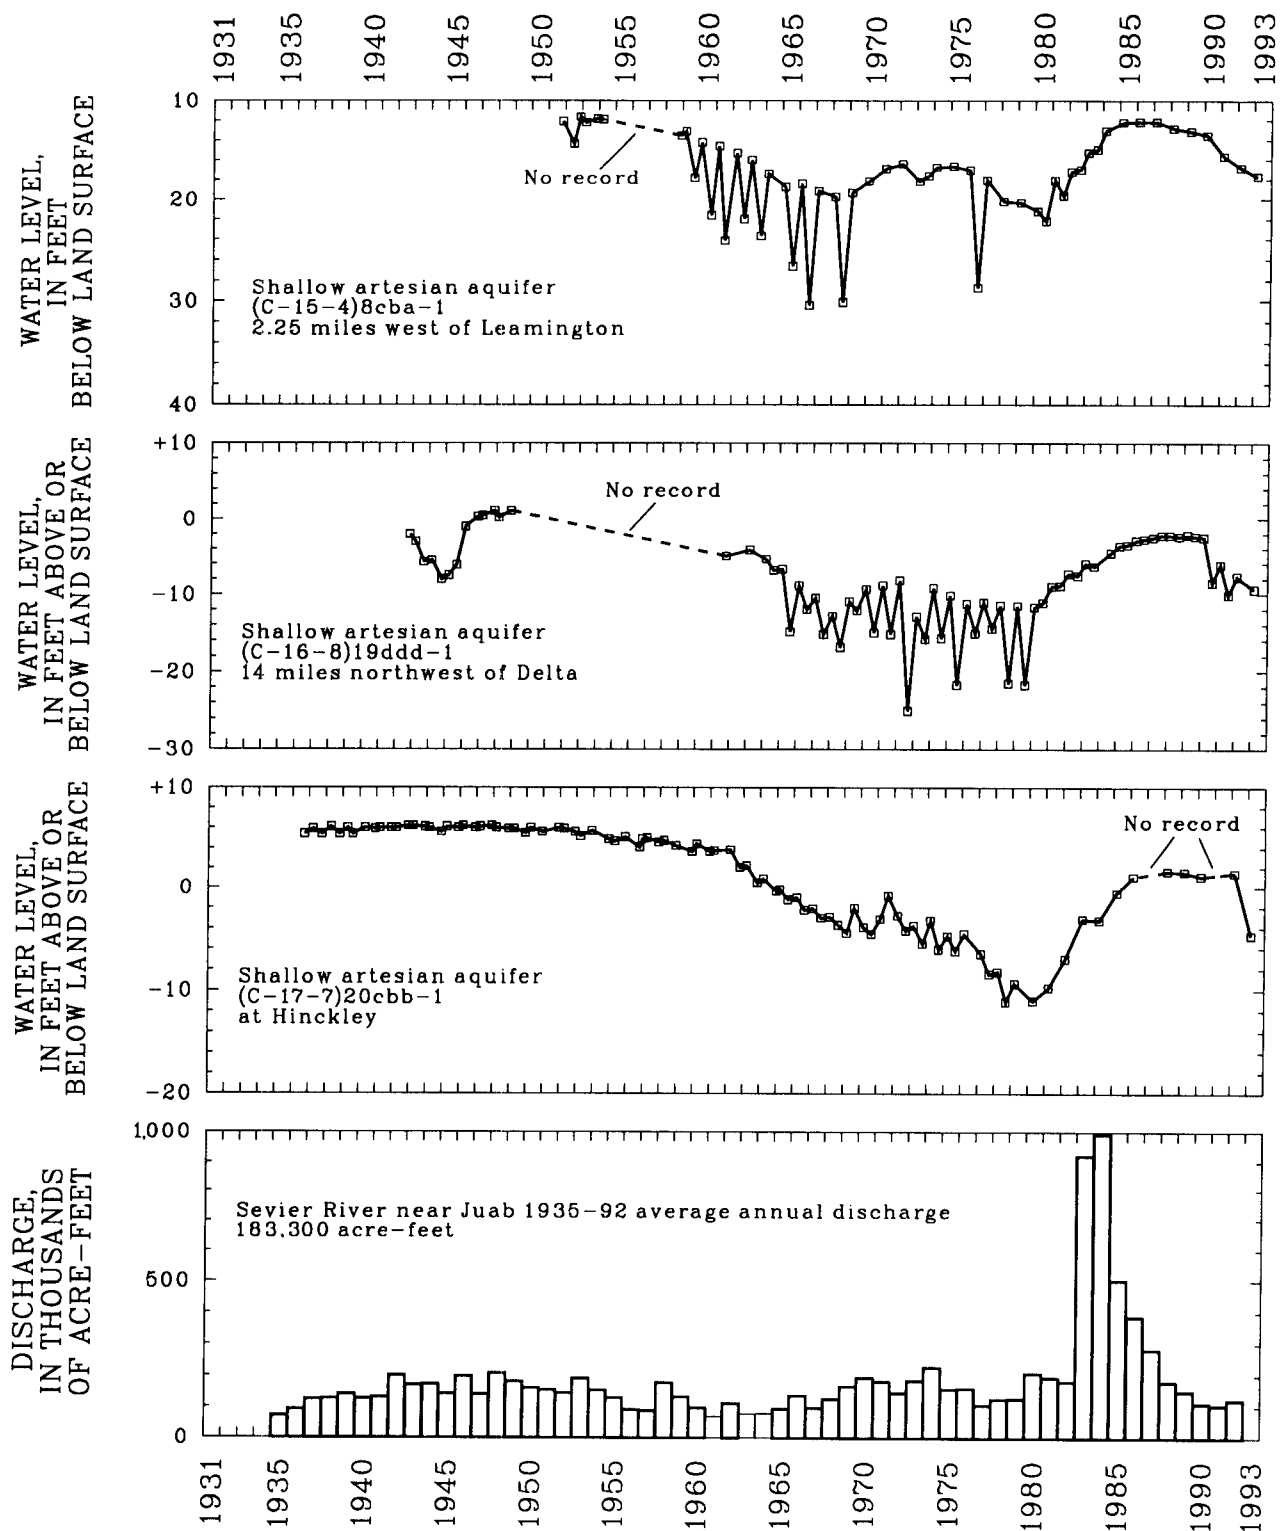 1931 1935 1940 1945 1950 1955 1960 1965 1970 1975 1980 1985 1990 1993
WATER LEVEL,
IN FEET
BELOW LAND SURFACE
10
20
30
40
No record
Shallow artesian aquifer
(C-15-4)8cba-1
2.25 miles west of Leamington
WATER LEVEL,
IN FEET ABOVE OR
BELOW LAND SURFACE
+10
0
-10
-20
-30
No record
Shallow artesian aquifer
(C-16-8)19ddd-1
14 miles northwest of Delta
WATER LEVEL,
IN FEET ABOVE OR
BELOW LAND SURFACE
+10
0
-10
-20
No record
Shallow artesian aquifer
(C-17-7)20cbb-1
at Hinckley
DISCHARGE,
IN THOUSANDS
OF ACRE-FEET
1,000
500
0
Sevier River near Juab 1935-92 average annual discharge
183,300 acre-feet
1931 1935 1940 1945 1950 1955 1960 1965 1970 1975 1980 1985 1990 1993